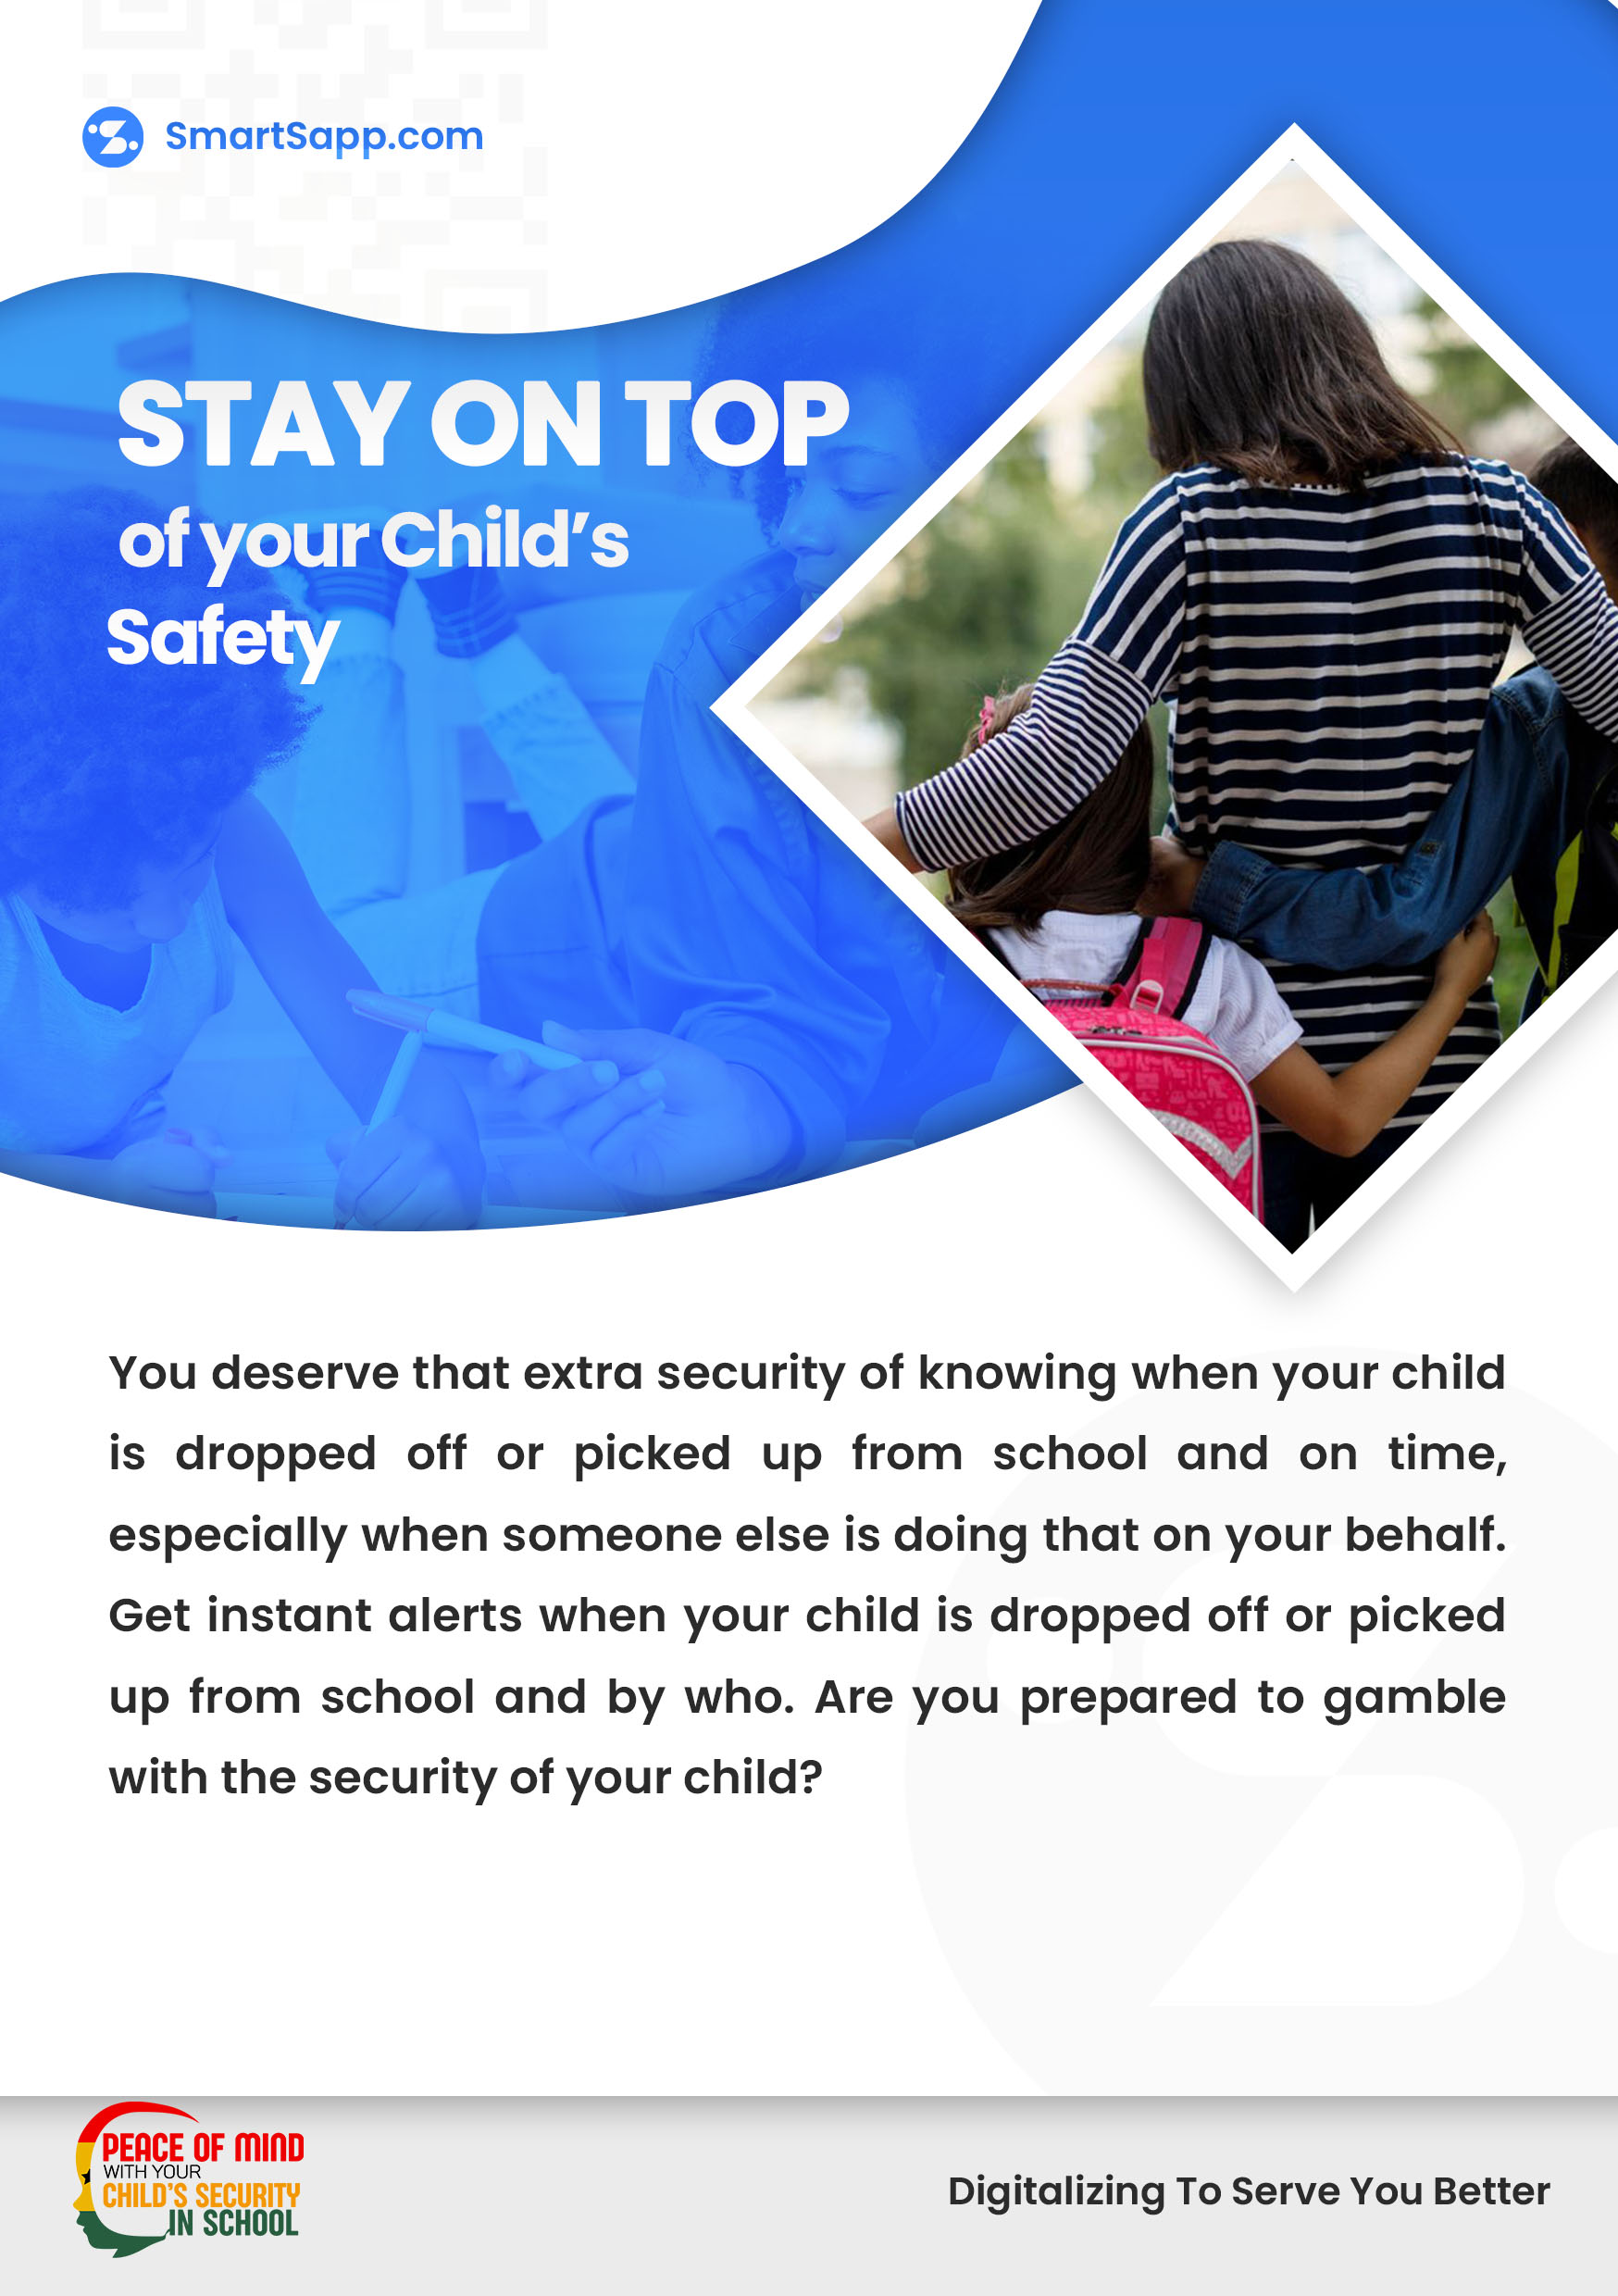 SmartSapp.com
STAY ON TOP
of your Child’s
Safety
You deserve that extra security of knowing when your child
is dropped off or picked up from school and on time,
especially when someone else is doing that on your behalf.
Get instant alerts when your child is dropped off or picked
up from school and by who. Are you prepared to gamble
with the security of your child?
PEACE OF MIND
WITH YOUR
CHILD'S SECURITY
IN SCHOOL
Digitalizing To Serve You Better